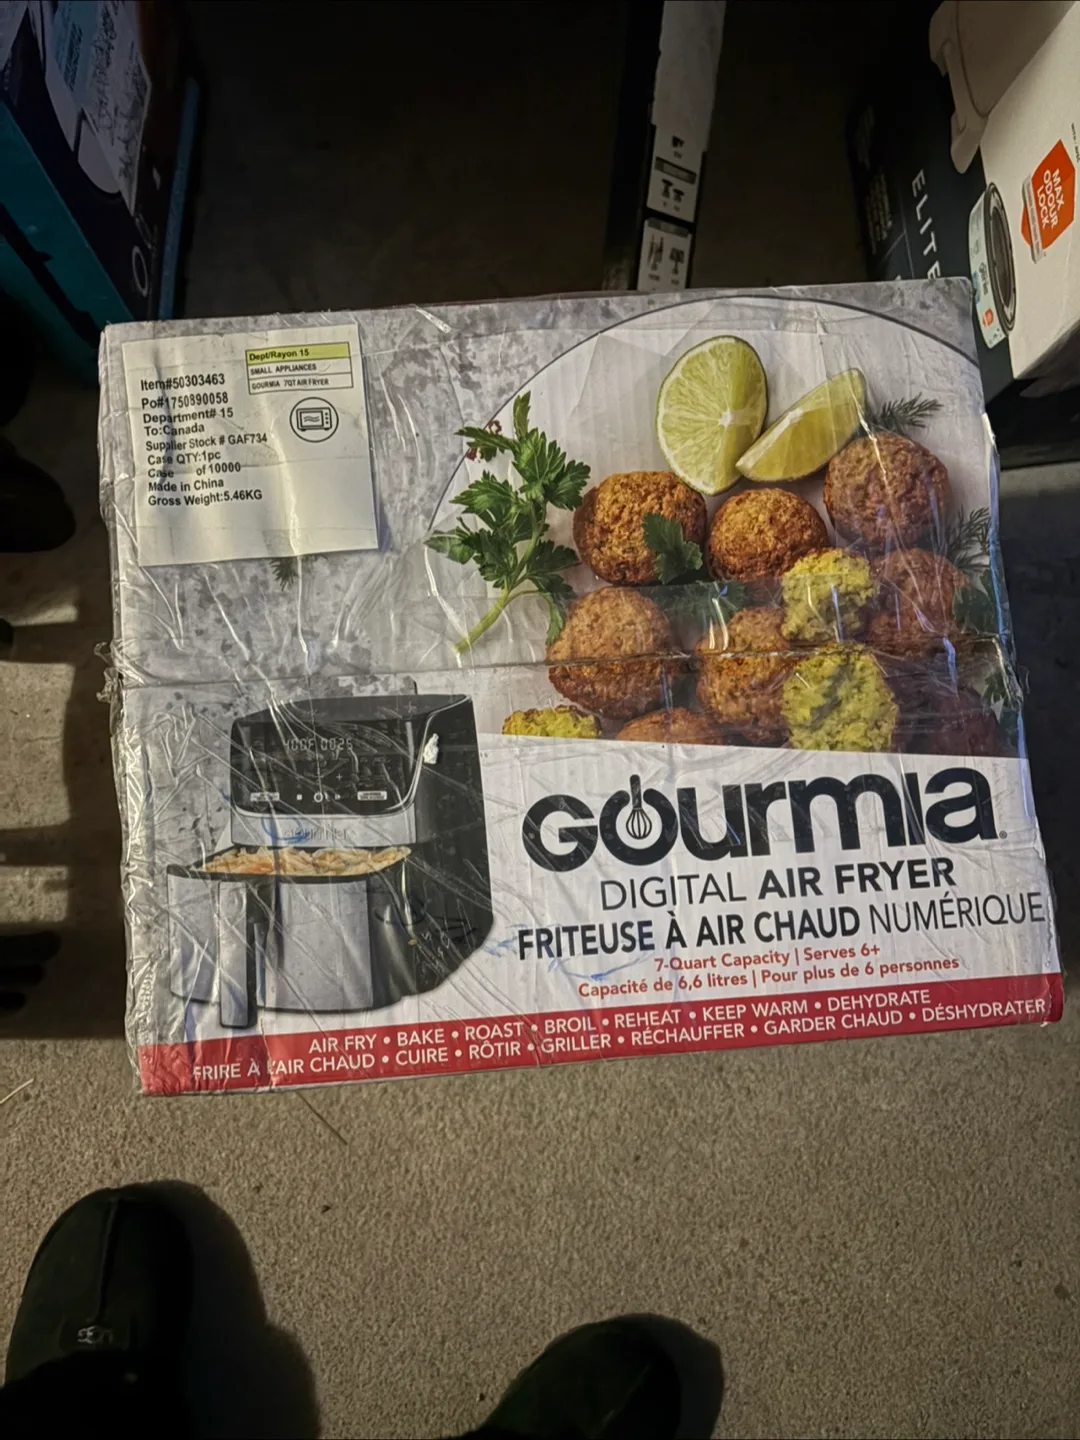 ELITE
MAX
ODOUR
LOCK
Dept/Rayon 15
SMALL APPLIANCES
GOURMIA 7QT AIR FRYER
Item#50303463
Po#1750890058
Department# 15
To:Canada
Supplier Stock # GAF734
Case QTY:1pc
Case of 10000
Made in China
Gross Weight:5.46KG
400F 0025
GOURMIA
Gourmia
DIGITAL AIR FRYER
FRITEUSE À AIR CHAUD NUMÉRIQUE
7-Quart Capacity | Serves 6+
Capacité de 6,6 litres | Pour plus de 6 personnes
AIR FRY • BAKE • ROAST • BROIL • REHEAT • KEEP WARM • DEHYDRATE
FRIRE À L'AIR CHAUD • CUIRE • RÔTIR • GRILLER • RÉCHAUFFER • GARDER CHAUD • DÉSHYDRATER